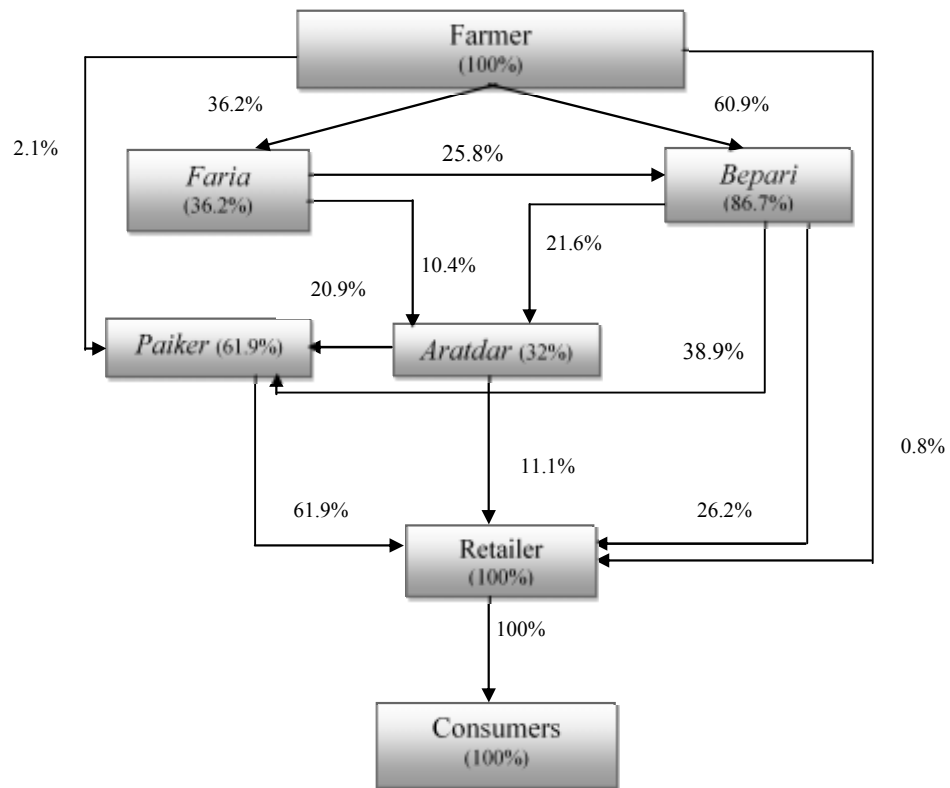 Farmer
(100%)
36.2%
60.9%
2.1%
25.8%
Faria
(36.2%)
Bepari
(86.7%)
21.6%
10.4%
20.9%
Paiker (61.9%)
Aratdar (32%)
38.9%
0.8%
11.1%
61.9%
26.2%
Retailer
(100%)
100%
Consumers
(100%)